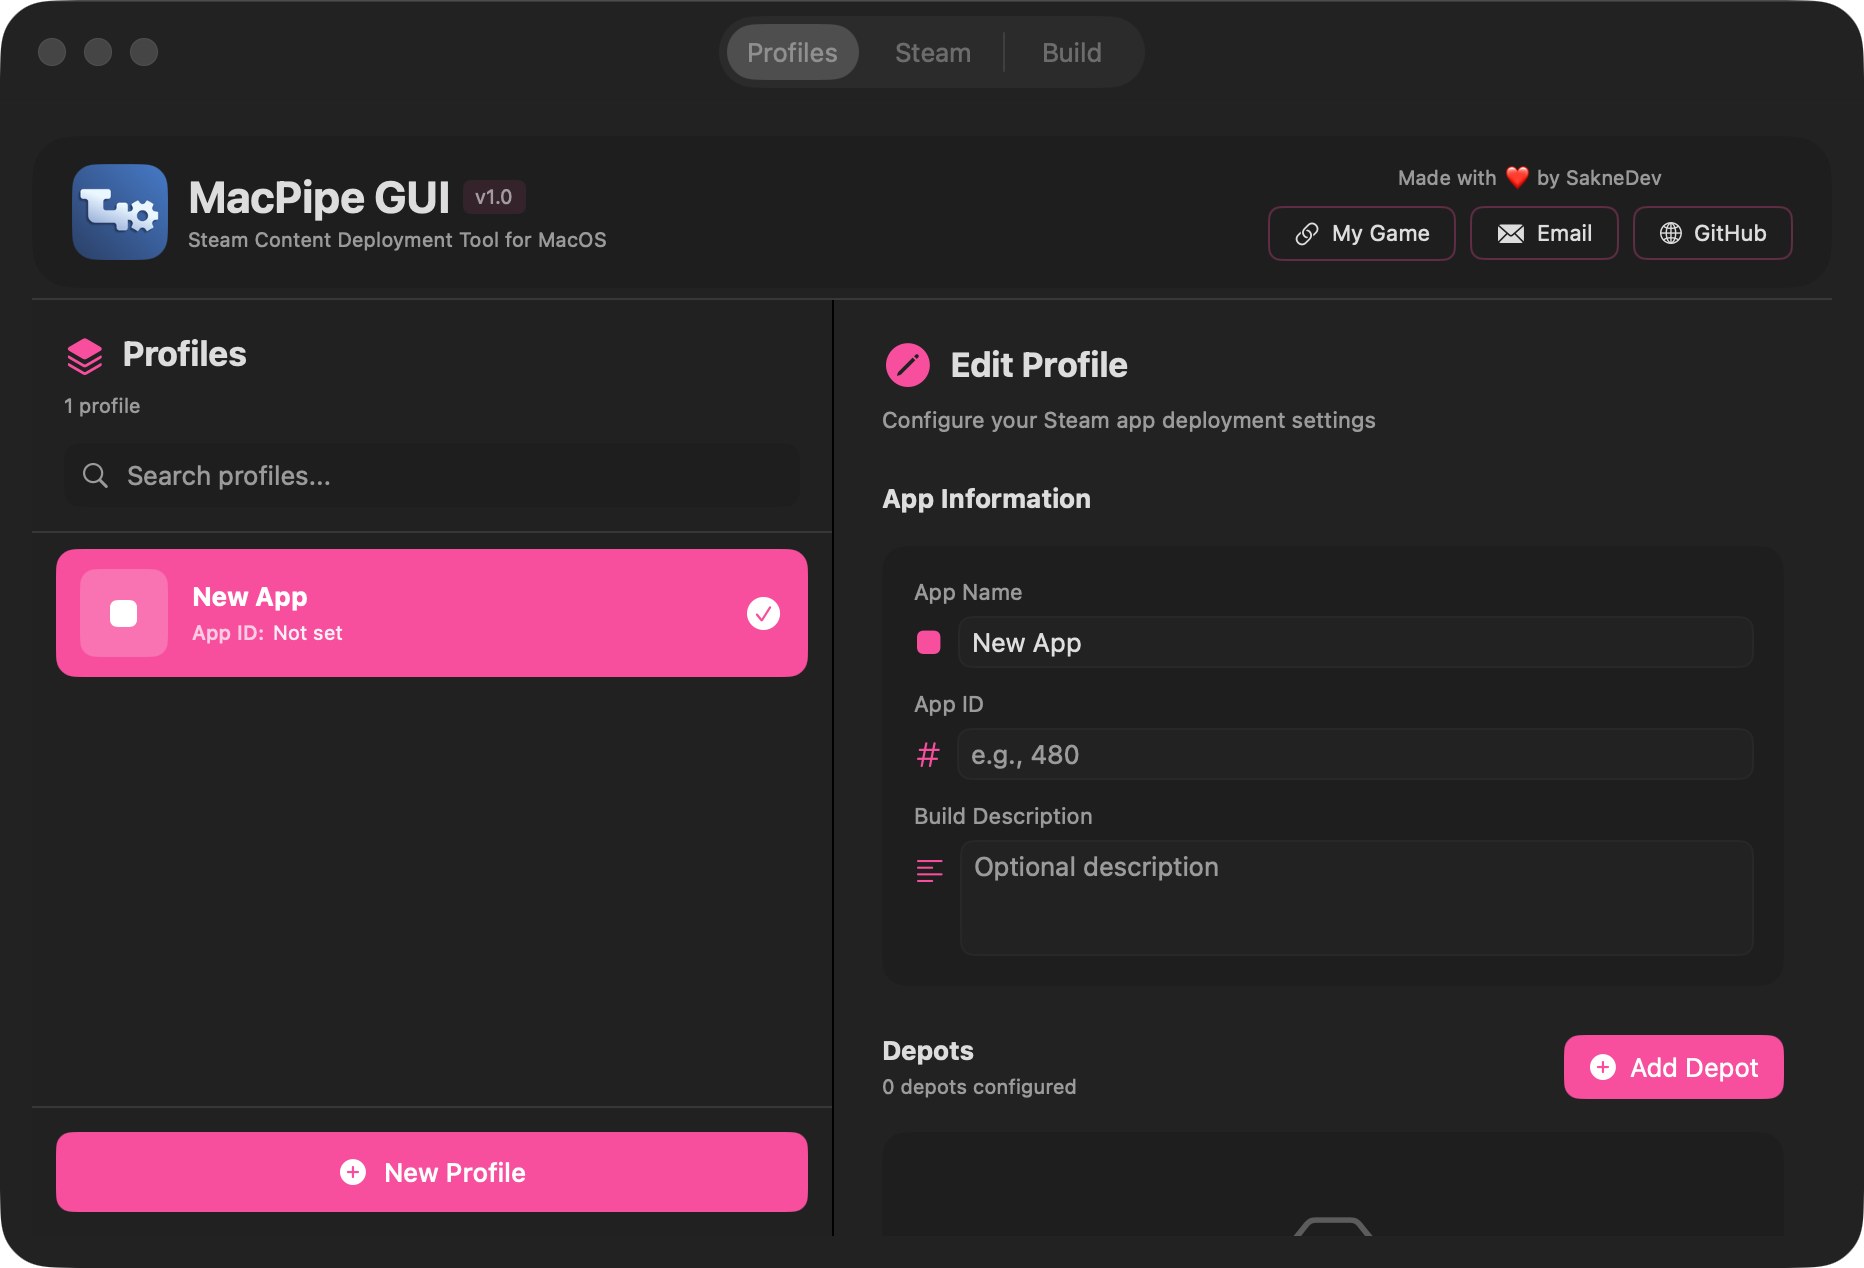 Profiles
Steam
Build
MacPipe GUI v1.0
Steam Content Deployment Tool for MacOS
Made with ❤️ by SakneDev
My Game
Email
GitHub
Profiles
1 profile
Search profiles...
New App
App ID: Not set
New Profile
Edit Profile
Configure your Steam app deployment settings
App Information
App Name
New App
App ID
# e.g., 480
Build Description
Optional description
Depots
0 depots configured
Add Depot